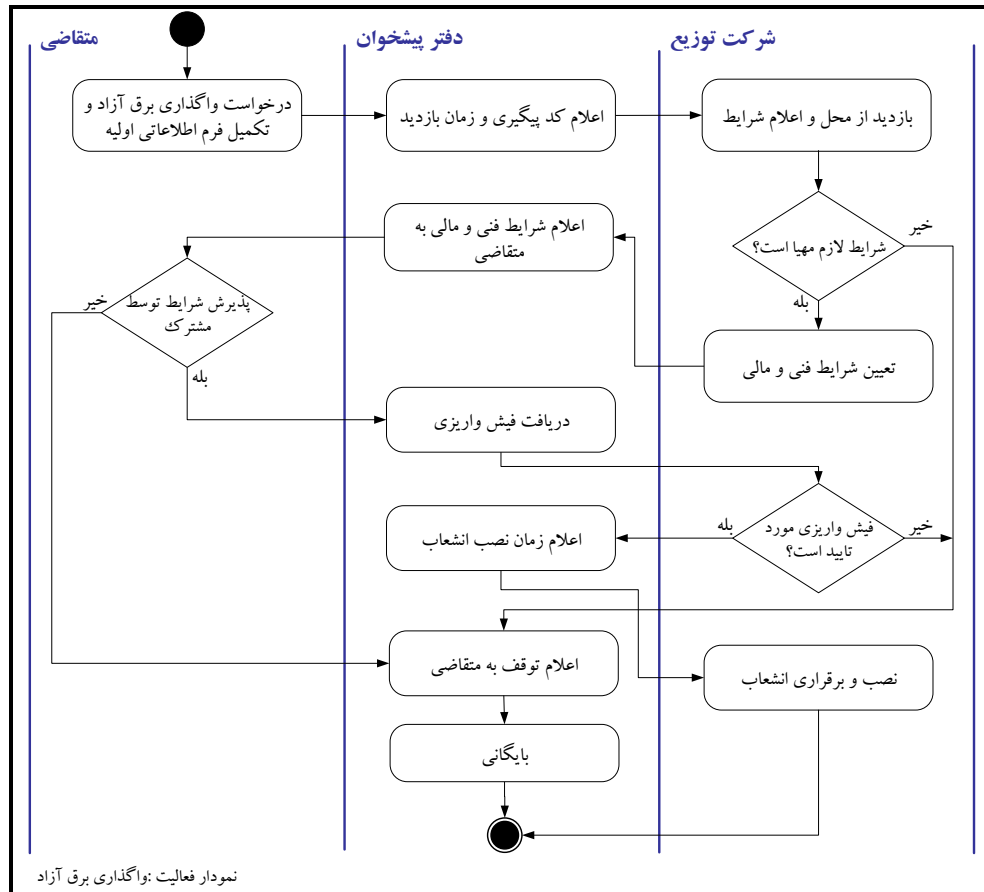 متقاضی
دفتر پیشخوان
شرکت توزیع
درخواست واگذاری برق آزاد و
تکمیل فرم اطلاعاتی اولیه
اعلام کد پیگیری و زمان بازدید
بازدید از محل و اعلام شرایط
شرایط لازم مهیا است؟
خیر
بله
تعیین شرایط فنی و مالی
اعلام شرایط فنی و مالی به
متقاضی
پذیرش شرایط توسط
مشترك
خیر
بله
دریافت فیش واریزی
فیش واریزی مورد
تایید است؟
خیر
بله
اعلام زمان نصب انشعاب
نصب و برقراری انشعاب
اعلام توقف به متقاضی
بایگانی
نمودار فعالیت :واگذاری برق آزاد